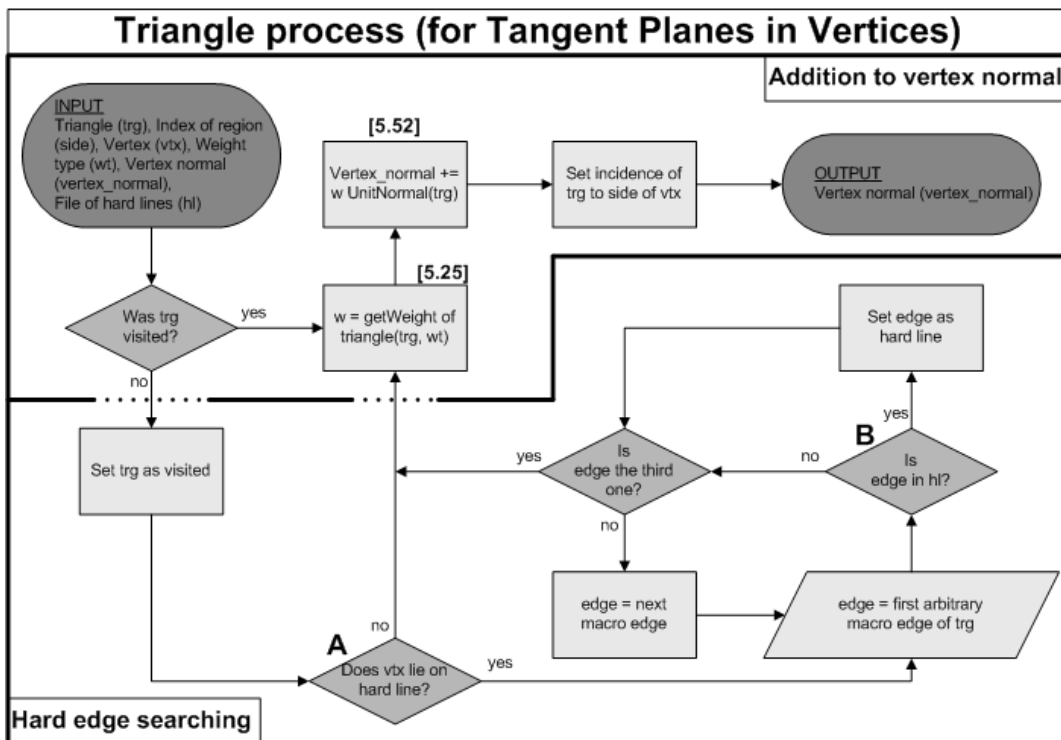 Triangle process (for Tangent Planes in Vertices)
Addition to vertex normal
INPUT
Triangle (trg), Index of region
(side), Vertex (vtx), Weight
type (wt), Vertex normal
(vertex_normal),
File of hard lines (hl)
[5.52]
Vertex_normal +=
w UnitNormal(trg)
Set incidence of
trg to side of vtx
OUTPUT
Vertex normal (vertex_normal)
Was trg
visited?
yes
no
[5.25]
w = getWeight of
triangle(trg, wt)
Set edge as
hard line
yes
Set trg as visited
Is
edge the third
one?
yes
no
B
Is
edge in hl?
no
edge = next
macro edge
edge = first arbitrary
macro edge of trg
A
no
Does vtx lie on
hard line?
yes
Hard edge searching